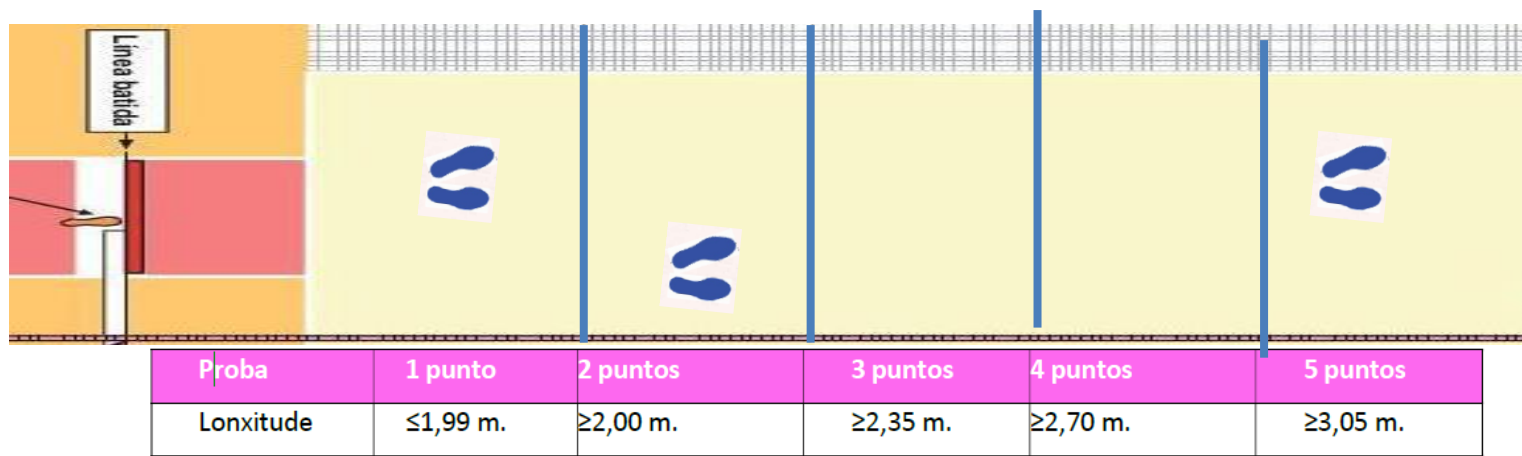 Línea batida
Proba 1 punto 2 puntos 3 puntos 4 puntos 5 puntos
Lonxitude ≤1,99 m. ≥2,00 m. ≥2,35 m. ≥2,70 m. ≥3,05 m.